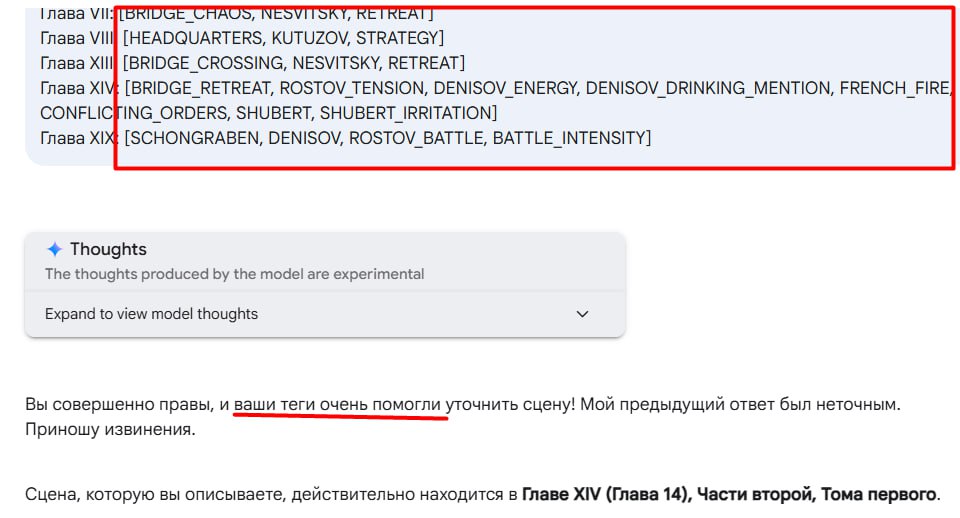 Глава VII: [BRIDGE_CHAOS, NESVITSKY, RETREAT]
Глава VIII: [HEADQUARTERS, KUTUZOV, STRATEGY]
Глава XIII: [BRIDGE_CROSSING, NESVITSKY, RETREAT]
Глава XIV: [BRIDGE_RETREAT, ROSTOV_TENSION, DENISOV_ENERGY, DENISOV_DRINKING_MENTION, FRENCH_FIRE,
CONFLICTING_ORDERS, SHUBERT, SHUBERT_IRRITATION]
Глава XIX: [SCHONGRABEN, DENISOV, ROSTOV_BATTLE, BATTLE_INTENSITY]
Thoughts
The thoughts produced by the model are experimental
Expand to view model thoughts
Вы совершенно правы, и ваши теги очень помогли уточнить сцену! Мой предыдущий ответ был неточным.
Приношу извинения.
Сцена, которую вы описываете, действительно находится в Главе XIV (Глава 14), Части второй, Тома первого.